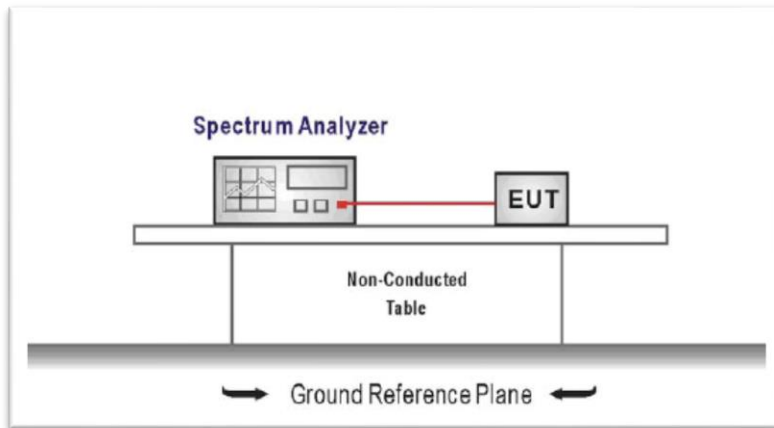 Spectrum Analyzer
EUT
Non-Conducted
Table
Ground Reference Plane